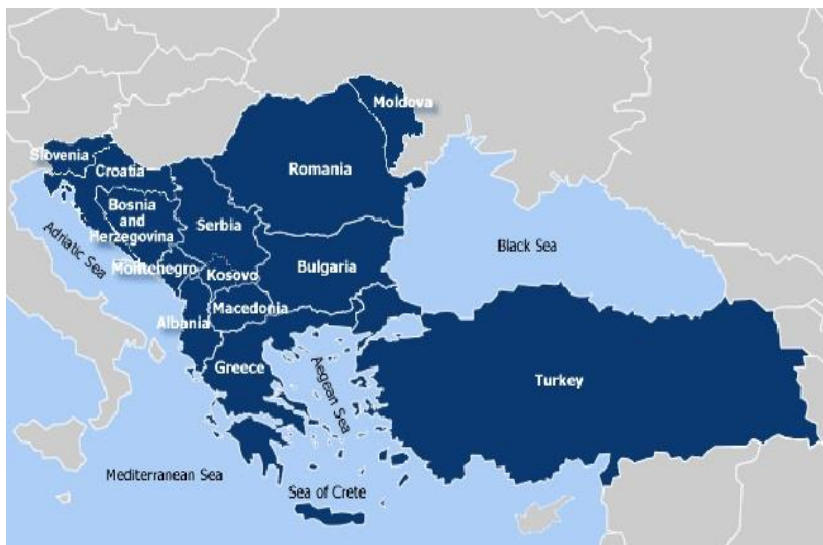 Moldova
Slovenia
Croatia
Romania
Bosnia
and
Herzegovina
Serbia
Adriatic Sea
Black Sea
Montenegro
Kosovo
Bulgaria
Macedonia
Albania
Greece
Aegean Sea
Turkey
Mediterranean Sea
Sea of Crete